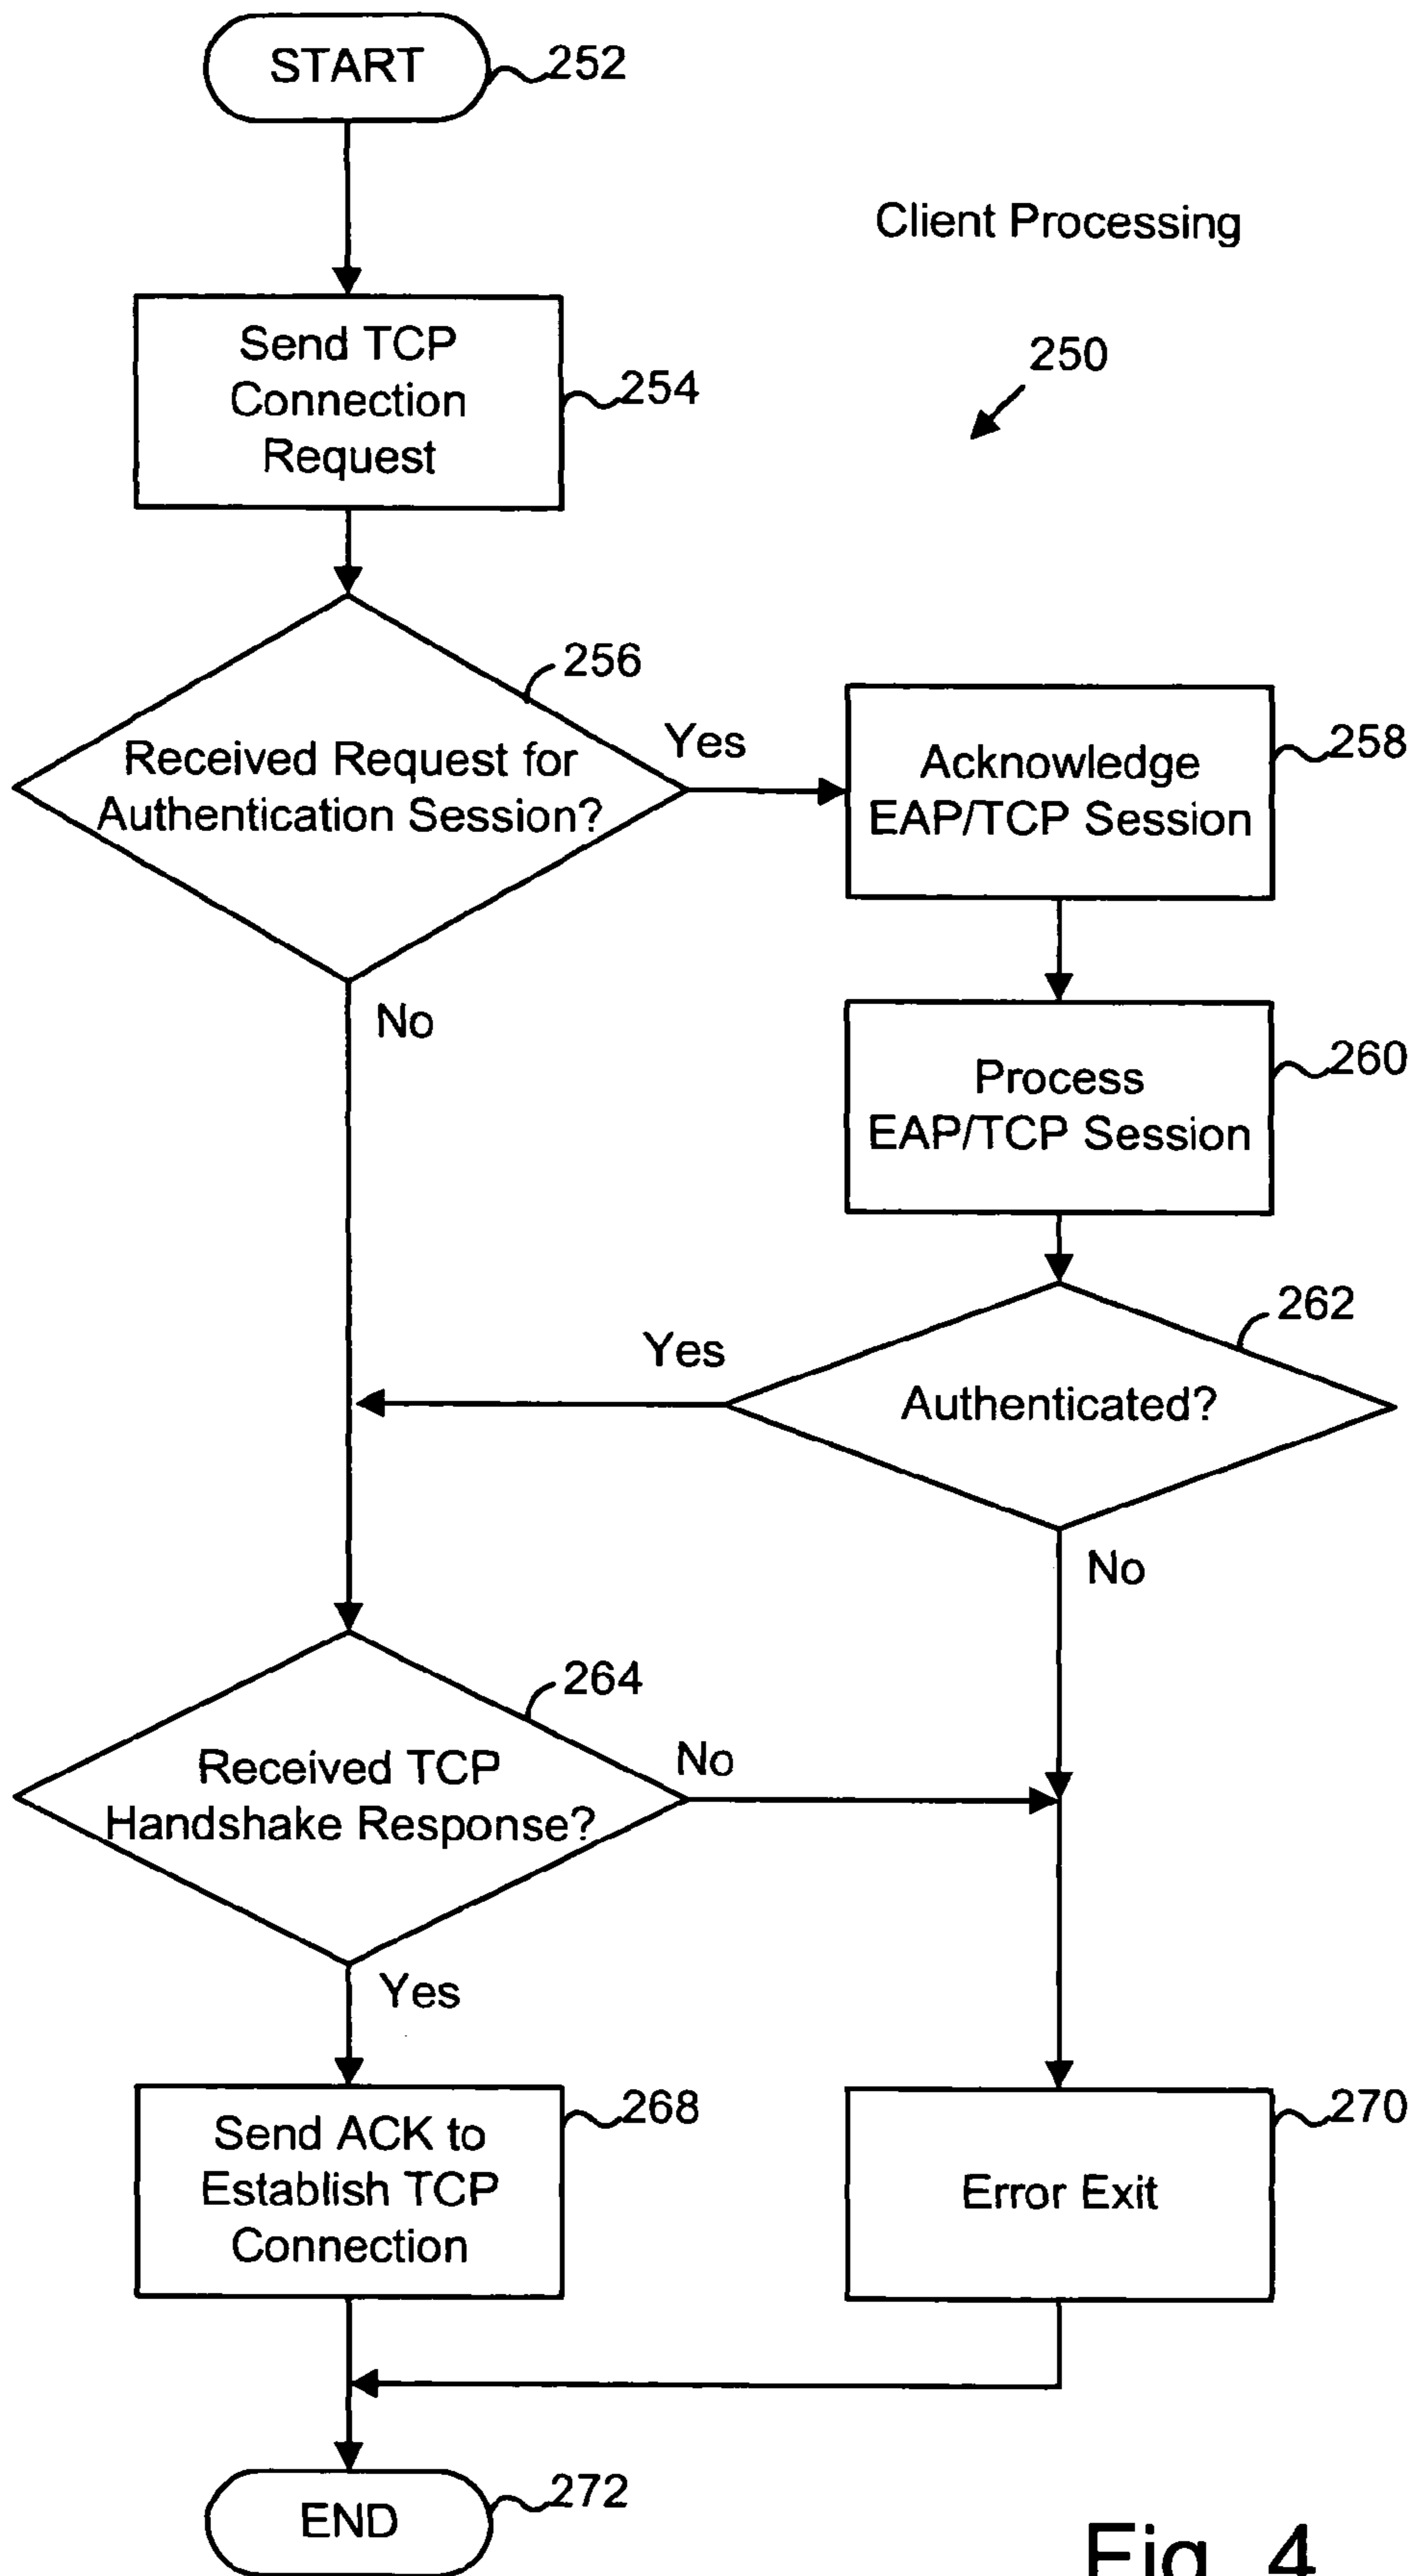 START
252
Client Processing
250
Send TCP
Connection
Request
254
256
Received Request for
Authentication Session?
Yes
No
Acknowledge
EAP/TCP Session
258
Process
EAP/TCP Session
260
262
Authenticated?
Yes
No
264
Received TCP
Handshake Response?
No
Yes
Send ACK to
Establish TCP
Connection
268
Error Exit
270
END
272
Fig. 4